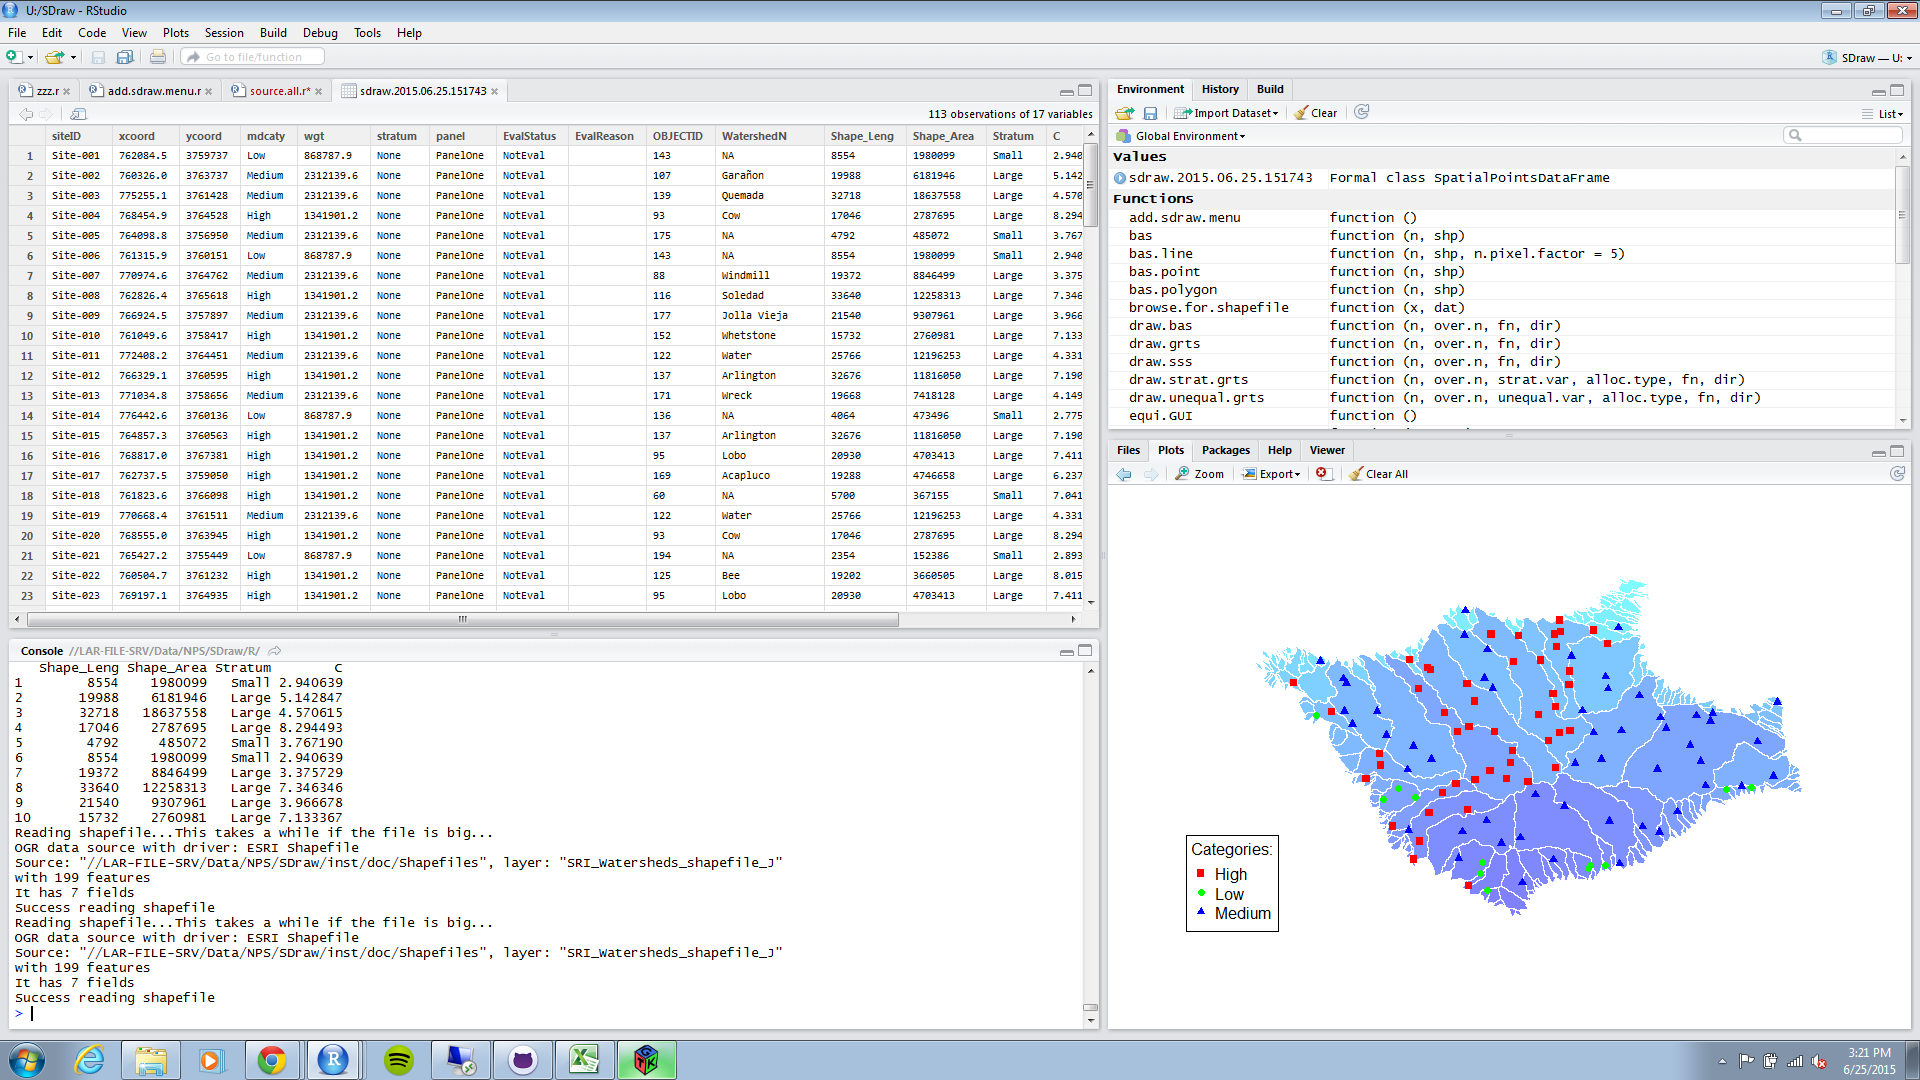 U:/SDraw - RStudio
File Edit Code View Plots Session Build Debug Tools Help
Go to file/function
SDraw — U:
zzz.r add.sdraw.menu.r source.all.r* sdraw.2015.06.25.151743
113 observations of 17 variables
siteID xcoord ycoord mdcaty wgt stratum panel EvalStatus EvalReason OBJECTID WatershedN Shape_Leng Shape_Area Stratum C
1 Site-001 762084.5 3759737 Low 868787.9 None PanelOne NotEval 143 NA 8554 1980099 Small 2.940
2 Site-002 760326.0 3763737 Medium 2312139.6 None PanelOne NotEval 107 Garañon 19988 6181946 Large 5.142
3 Site-003 775255.1 3761428 Medium 2312139.6 None PanelOne NotEval 139 Quemada 32718 18637558 Large 4.570
4 Site-004 768454.9 3764528 High 1341901.2 None PanelOne NotEval 93 Cow 17046 2787695 Large 8.294
5 Site-005 764098.8 3756950 Medium 2312139.6 None PanelOne NotEval 175 NA 4792 485072 Small 3.767
6 Site-006 761315.9 3760151 Low 868787.9 None PanelOne NotEval 143 NA 8554 1980099 Small 2.940
7 Site-007 770974.6 3764762 Medium 2312139.6 None PanelOne NotEval 88 Windmill 19372 8846499 Large 3.375
8 Site-008 762826.4 3765618 High 1341901.2 None PanelOne NotEval 116 Soledad 33640 12258313 Large 7.346
9 Site-009 766924.5 3757897 Medium 2312139.6 None PanelOne NotEval 177 Jolla Vieja 21540 9307961 Large 3.966
10 Site-010 761049.6 3758417 High 1341901.2 None PanelOne NotEval 152 Whetstone 15732 2760981 Large 7.133
11 Site-011 772408.2 3764451 Medium 2312139.6 None PanelOne NotEval 122 Water 25766 12196253 Large 4.331
12 Site-012 766329.1 3760595 High 1341901.2 None PanelOne NotEval 137 Arlington 32676 11816050 Large 7.190
13 Site-013 771034.8 3758656 Medium 2312139.6 None PanelOne NotEval 171 Wreck 19668 7418128 Large 4.149
14 Site-014 776442.6 3760136 Low 868787.9 None PanelOne NotEval 136 NA 4064 473496 Small 2.775
15 Site-015 764857.3 3760563 High 1341901.2 None PanelOne NotEval 137 Arlington 32676 11816050 Large 7.190
16 Site-016 768817.0 3767381 High 1341901.2 None PanelOne NotEval 95 Lobo 20930 4703413 Large 7.411
17 Site-017 762737.5 3759050 High 1341901.2 None PanelOne NotEval 169 Acapluco 19288 4746658 Large 6.237
18 Site-018 761823.6 3766098 High 1341901.2 None PanelOne NotEval 60 NA 5700 367155 Small 7.041
19 Site-019 770668.4 3761511 Medium 2312139.6 None PanelOne NotEval 122 Water 25766 12196253 Large 4.331
20 Site-020 768555.0 3763945 High 1341901.2 None PanelOne NotEval 93 Cow 17046 2787695 Large 8.294
21 Site-021 765427.2 3755449 Low 868787.9 None PanelOne NotEval 194 NA 2354 152386 Small 2.893
22 Site-022 760504.7 3761232 High 1341901.2 None PanelOne NotEval 125 Bee 19202 3660505 Large 8.015
23 Site-023 769197.1 3764935 High 1341901.2 None PanelOne NotEval 95 Lobo 20930 4703413 Large 7.411
Console //LAR-FILE-SRV/Data/NPS/SDraw/R/
Shape_Leng Shape_Area Stratum C
1 8554 1980099 Small 2.940639
2 19988 6181946 Large 5.142847
3 32718 18637558 Large 4.570615
4 17046 2787695 Large 8.294493
5 4792 485072 Small 3.767190
6 8554 1980099 Small 2.940639
7 19372 8846499 Large 3.375729
8 33640 12258313 Large 7.346346
9 21540 9307961 Large 3.966678
10 15732 2760981 Large 7.133367
Reading shapefile...This takes a while if the file is big...
OGR data source with driver: ESRI Shapefile
Source: "//LAR-FILE-SRV/Data/NPS/SDraw/inst/doc/Shapefiles", layer: "SRI_Watersheds_shapefile_J"
with 199 features
It has 7 fields
Success reading shapefile
Reading shapefile...This takes a while if the file is big...
OGR data source with driver: ESRI Shapefile
Source: "//LAR-FILE-SRV/Data/NPS/SDraw/inst/doc/Shapefiles", layer: "SRI_Watersheds_shapefile_J"
with 199 features
It has 7 fields
Success reading shapefile
>
Environment History Build
Import Dataset Clear List
Global Environment
Values
sdraw.2015.06.25.151743 Formal class SpatialPointsDataFrame
Functions
add.sdraw.menu function ()
bas function (n, shp)
bas.line function (n, shp, n.pixel.factor = 5)
bas.point function (n, shp)
bas.polygon function (n, shp)
browse.for.shapefile function (x, dat)
draw.bas function (n, over.n, fn, dir)
draw.grts function (n, over.n, fn, dir)
draw.sss function (n, over.n, fn, dir)
draw.strat.grts function (n, over.n, strat.var, alloc.type, fn, dir)
draw.unequal.grts function (n, over.n, unequal.var, alloc.type, fn, dir)
equi.GUI function ()
Files Plots Packages Help Viewer
Zoom Export Clear All
Categories:
High
Low
Medium
3:21 PM
6/25/2015